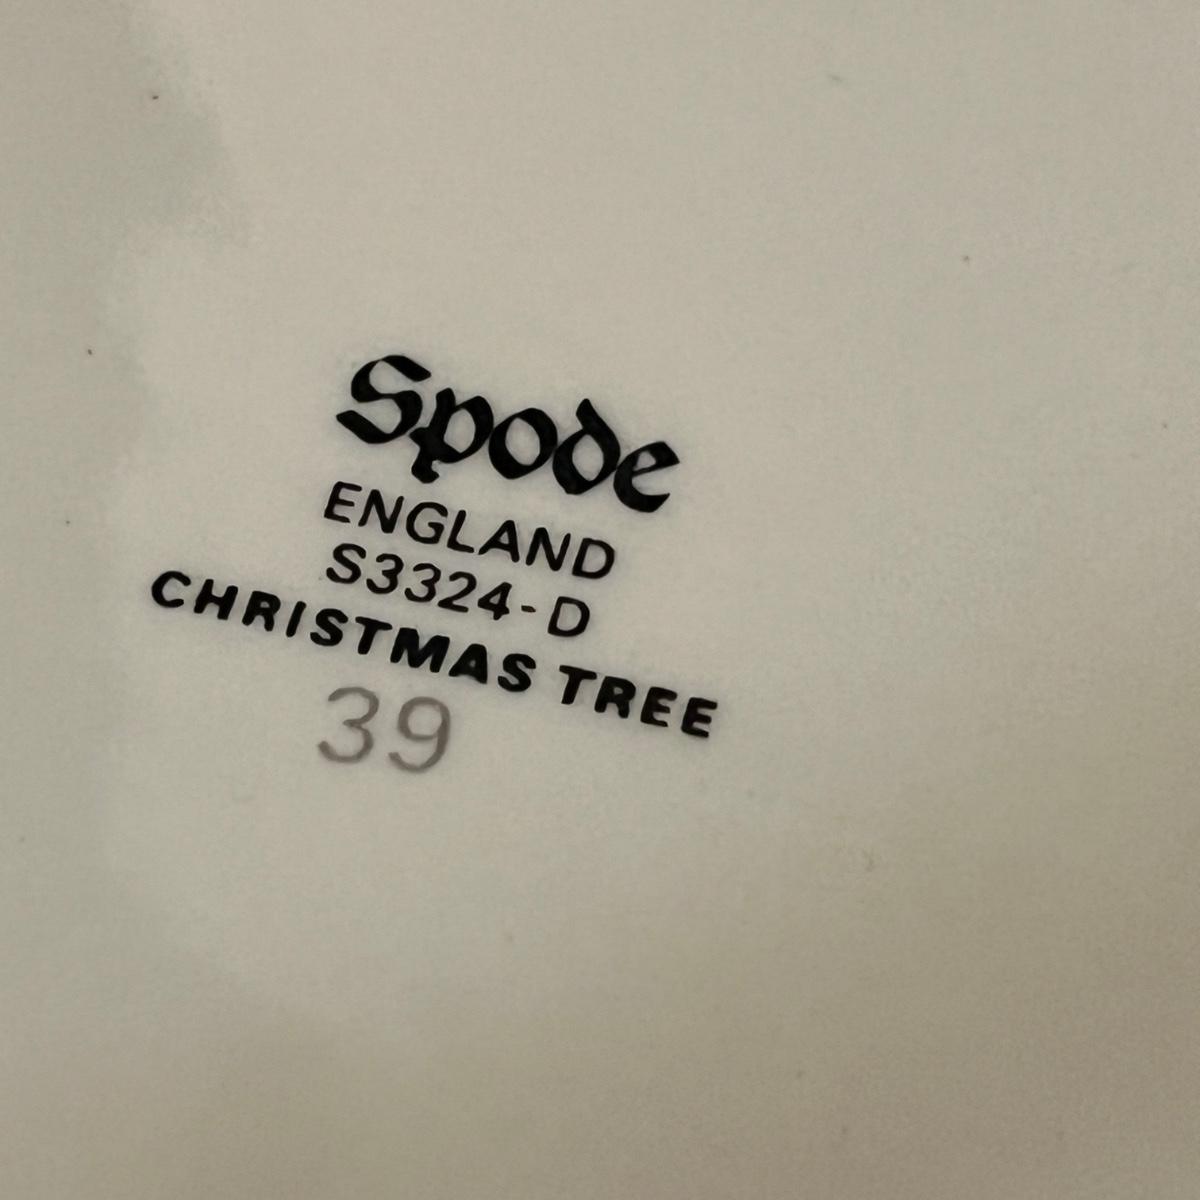 Spode
ENGLAND
S3324-D
CHRISTMAS TREE
39